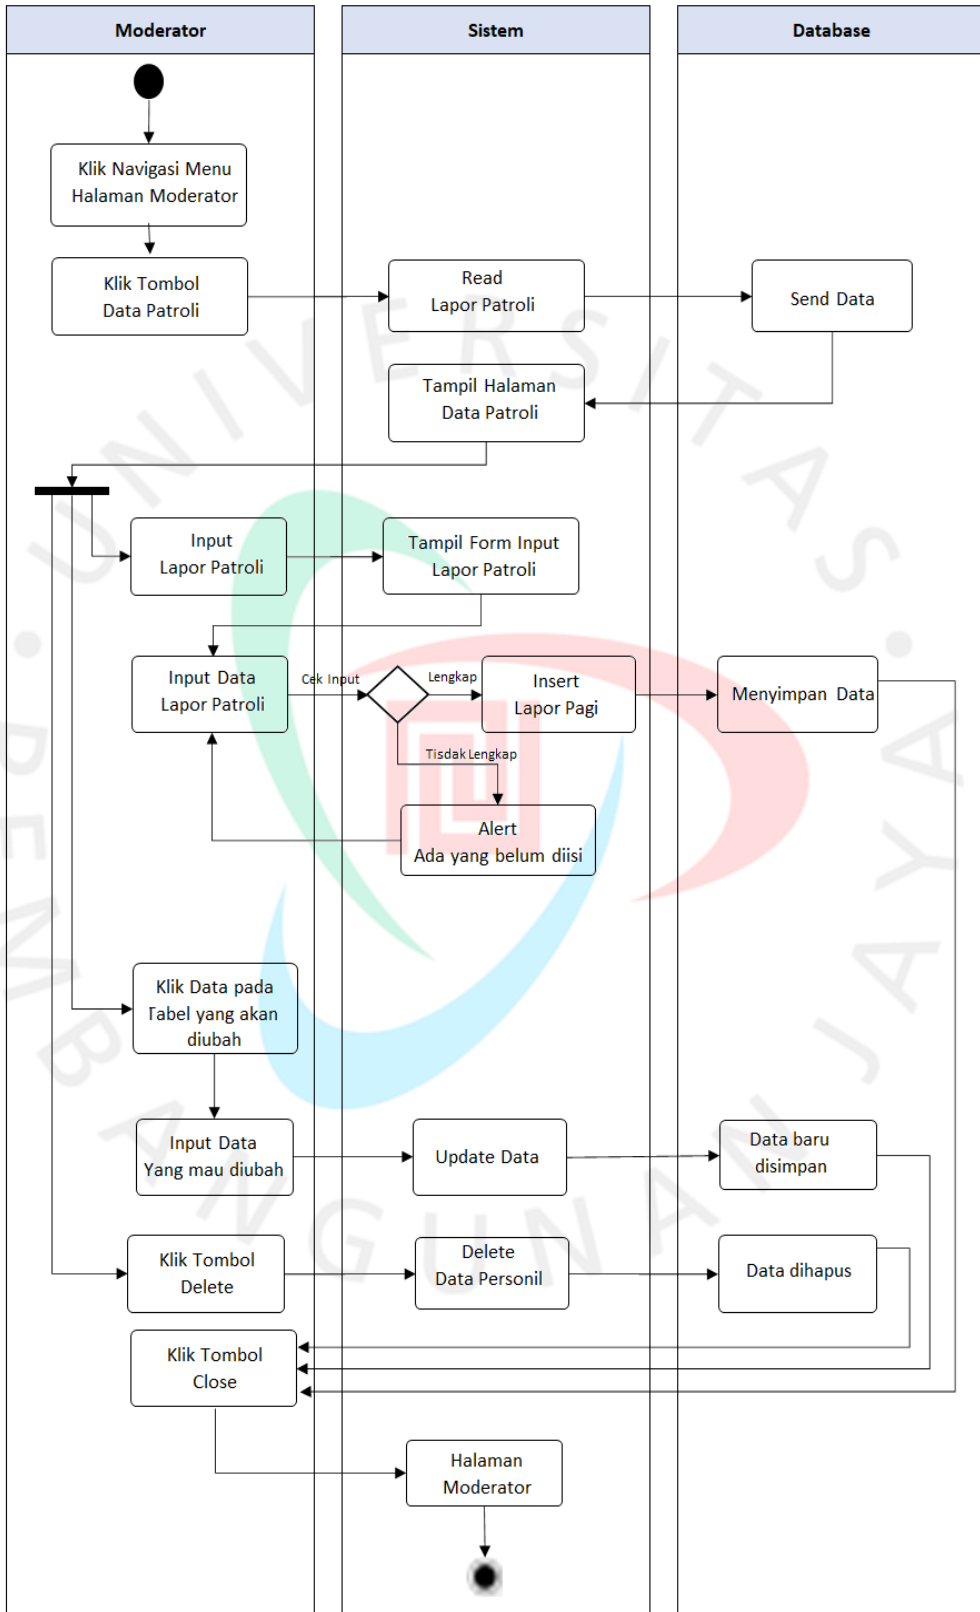 Moderator
Sistem
Database
Klik Navigasi Menu
Halaman Moderator
Klik Tombol
Data Patroli
Read
Lapor Patroli
Send Data
Tampil Halaman
Data Patroli
Input
Lapor Patroli
Tampil Form Input
Lapor Patroli
Input Data
Lapor Patroli
Cek Input
Lengkap
Insert
Lapor Pagi
Menyimpan Data
Tisdak Lengkap
Alert
Ada yang belum diisi
Klik Data pada
Tabel yang akan
diubah
Input Data
Yang mau diubah
Update Data
Data baru
disimpan
Klik Tombol
Delete
Delete
Data Personil
Data dihapus
Klik Tombol
Close
Halaman
Moderator
UNIVERSITAS
PEMBANGUNAN JAYA